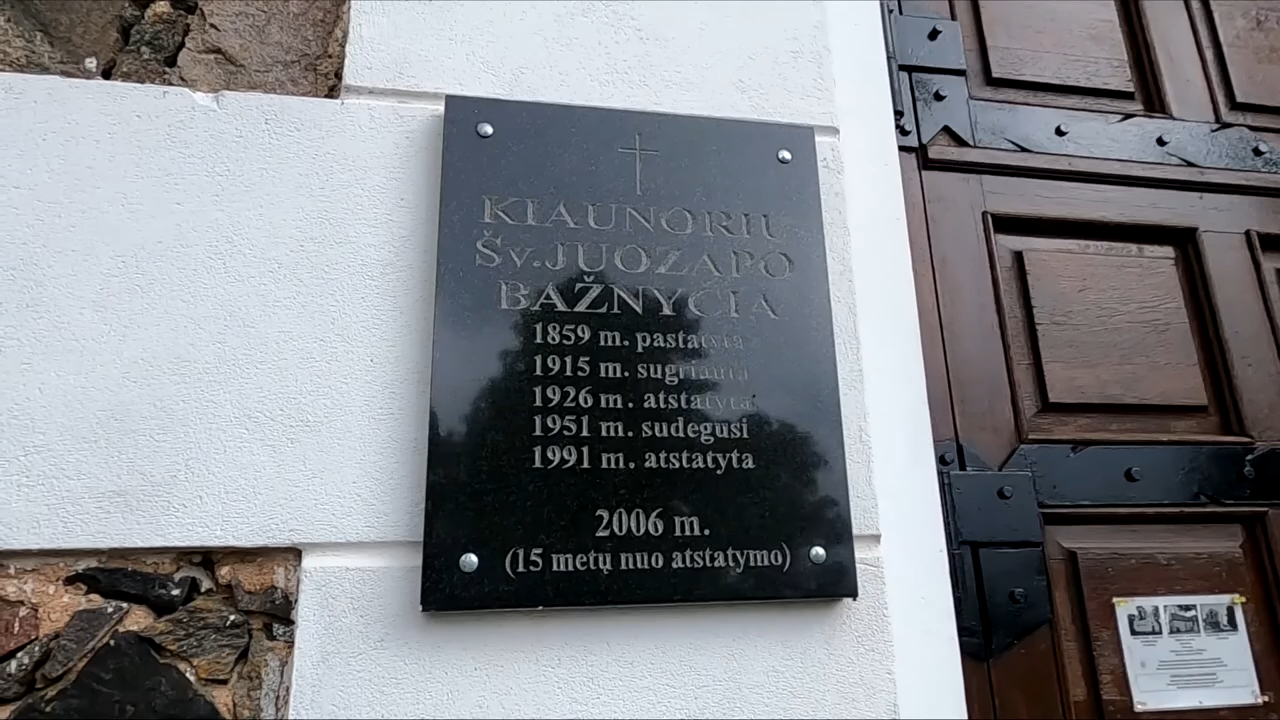 KIAUNORIŲ
Šv. JUOZAPO
BAŽNYČIA
1859 m. pastatyta
1915 m. sugriauta
1926 m. atstatyta
1951 m. sudegusi
1991 m. atstatyta
2006 m.
(15 metų nuo atstatymo)